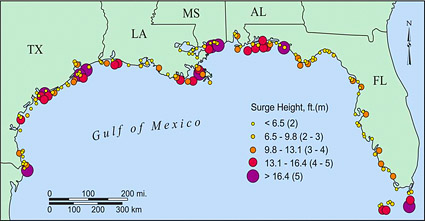 MS
AL
LA
TX
N
FL
Surge Height, ft.(m)
< 6.5 (2)
6.5 - 9.8 (2 - 3)
9.8 - 13.1 (3 - 4)
13.1 - 16.4 (4 - 5)
> 16.4 (5)
Gulf of Mexico
0 100 200 mi.
0 100 200 300 km